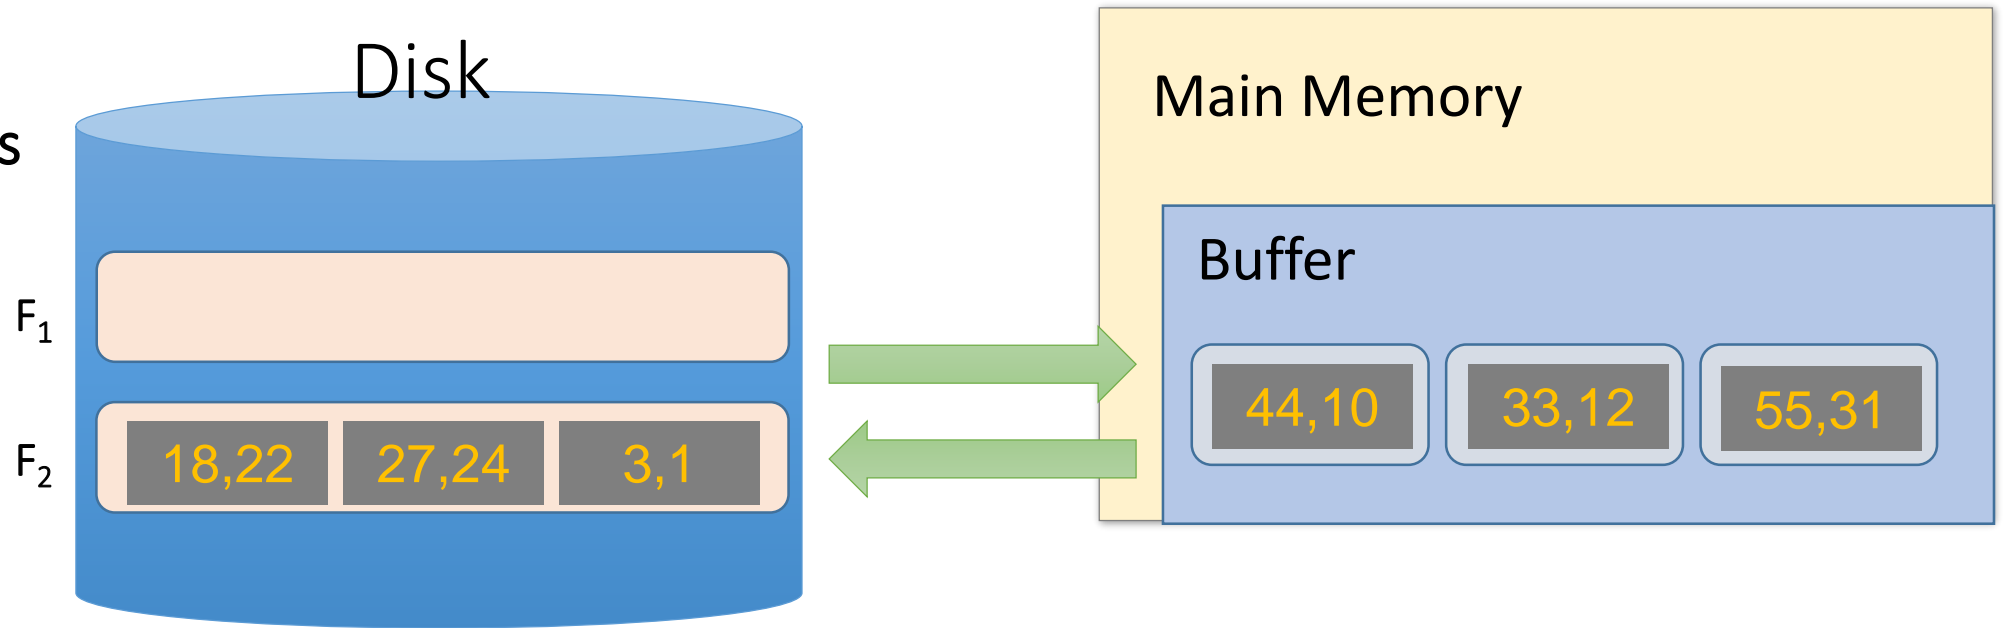 Disk
s
Main Memory
Buffer
F1
44,10 33,12 55,31
F2
18,22 27,24 3,1